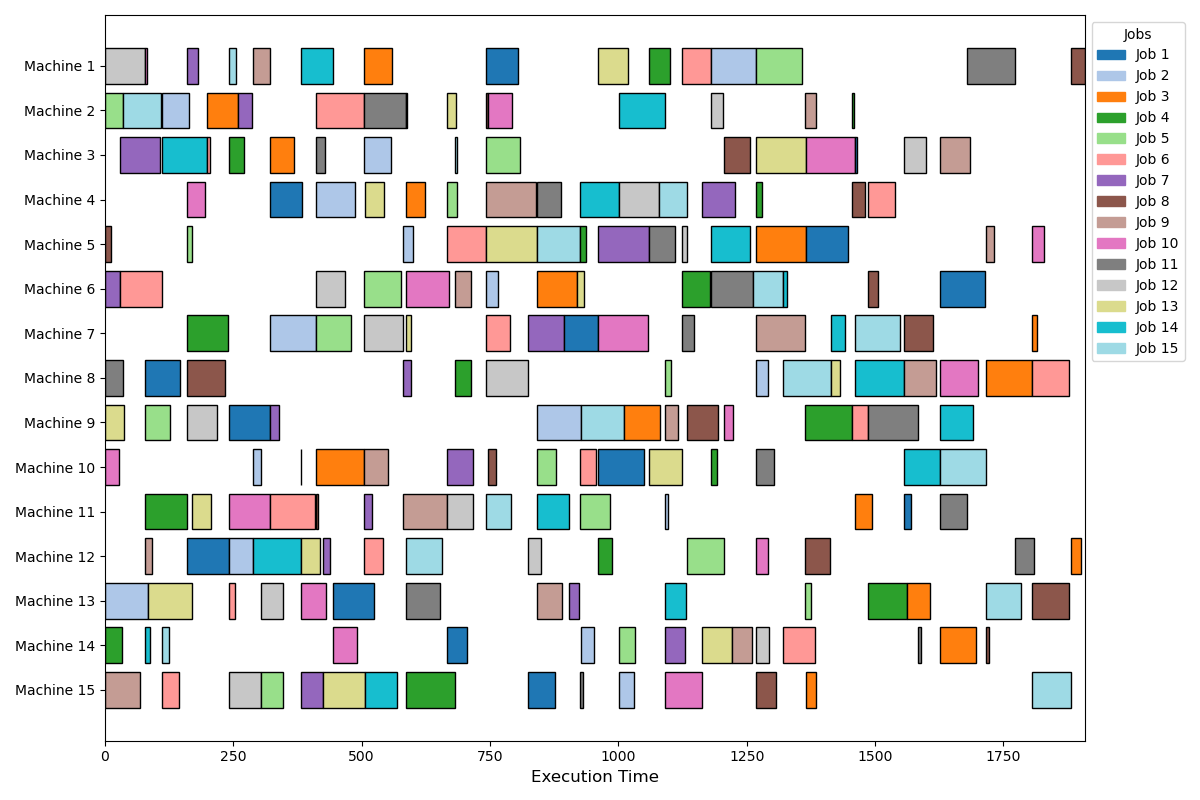 Machine 1
Machine 2
Machine 3
Machine 4
Machine 5
Machine 6
Machine 7
Machine 8
Machine 9
Machine 10
Machine 11
Machine 12
Machine 13
Machine 14
Machine 15
0 250 500 750 1000 1250 1500 1750
Execution Time
Jobs
Job 1
Job 2
Job 3
Job 4
Job 5
Job 6
Job 7
Job 8
Job 9
Job 10
Job 11
Job 12
Job 13
Job 14
Job 15